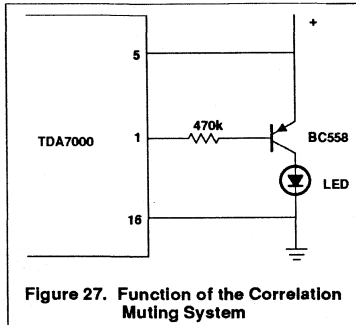 +
5
470k
TDA7000
1
BC558
LED
16
Figure 27. Function of the Correlation
Muting System